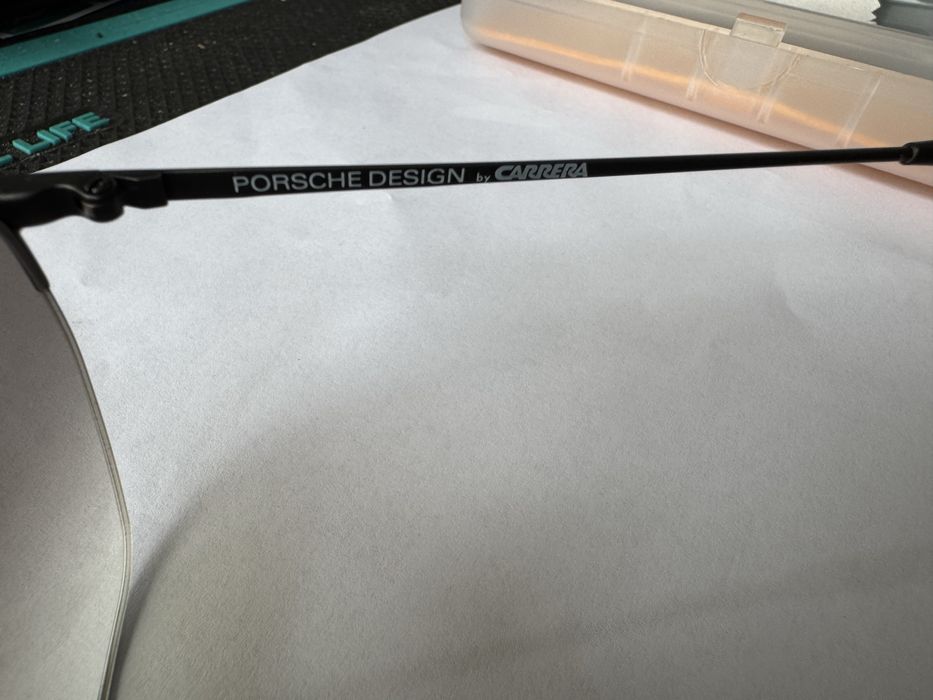 LIFE
PORSCHE DESIGN by CARRERA